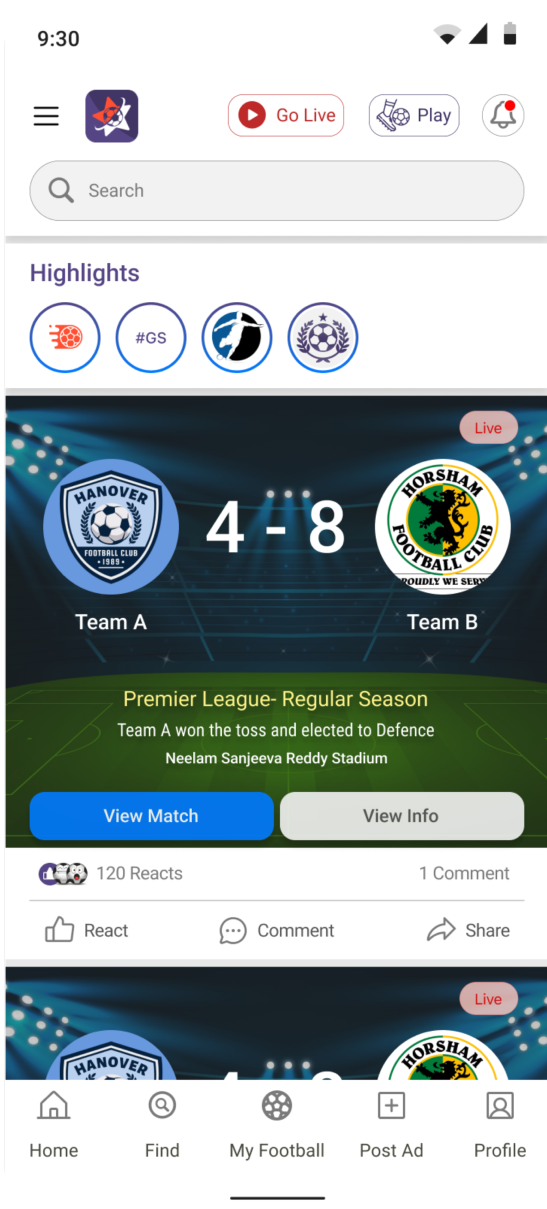 9:30
Go Live
Play
Search
Highlights
#GS
Live
HANOVER
FOOTBALL CLUB
•1989•
4 - 8
HORSHAM
FOOTBALL CLUB
PROUDLY WE SERV
Team A
Team B
Premier League- Regular Season
Team A won the toss and elected to Defence
Neelam Sanjeeva Reddy Stadium
View Match
View Info
120 Reacts
1 Comment
React
Comment
Share
Live
HANOVER
HORSHAM
Home
Find
My Football
Post Ad
Profile